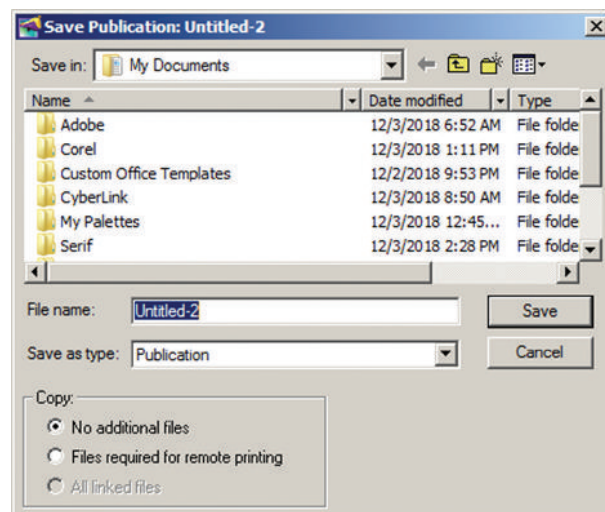 Save Publication: Untitled-2
Save in: My Documents
Name Date modified Type
Adobe 12/3/2018 6:52 AM File folde
Corel 12/3/2018 1:11 PM File folde
Custom Office Templates 12/2/2018 9:53 PM File folde
CyberLink 12/3/2018 8:50 AM File folde
My Palettes 12/3/2018 12:45... File folde
Serif 12/3/2018 2:28 PM File folde
File name: Untitled-2 Save
Save as type: Publication Cancel
Copy:
No additional files
Files required for remote printing
All linked files